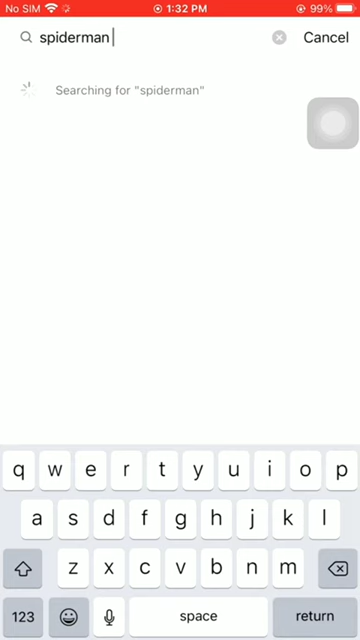 No SIM 1:32 PM 99%
spiderman Cancel
Searching for "spiderman"
q w e r t y u i o p
a s d f g h j k l
z x c v b n m
123 space return